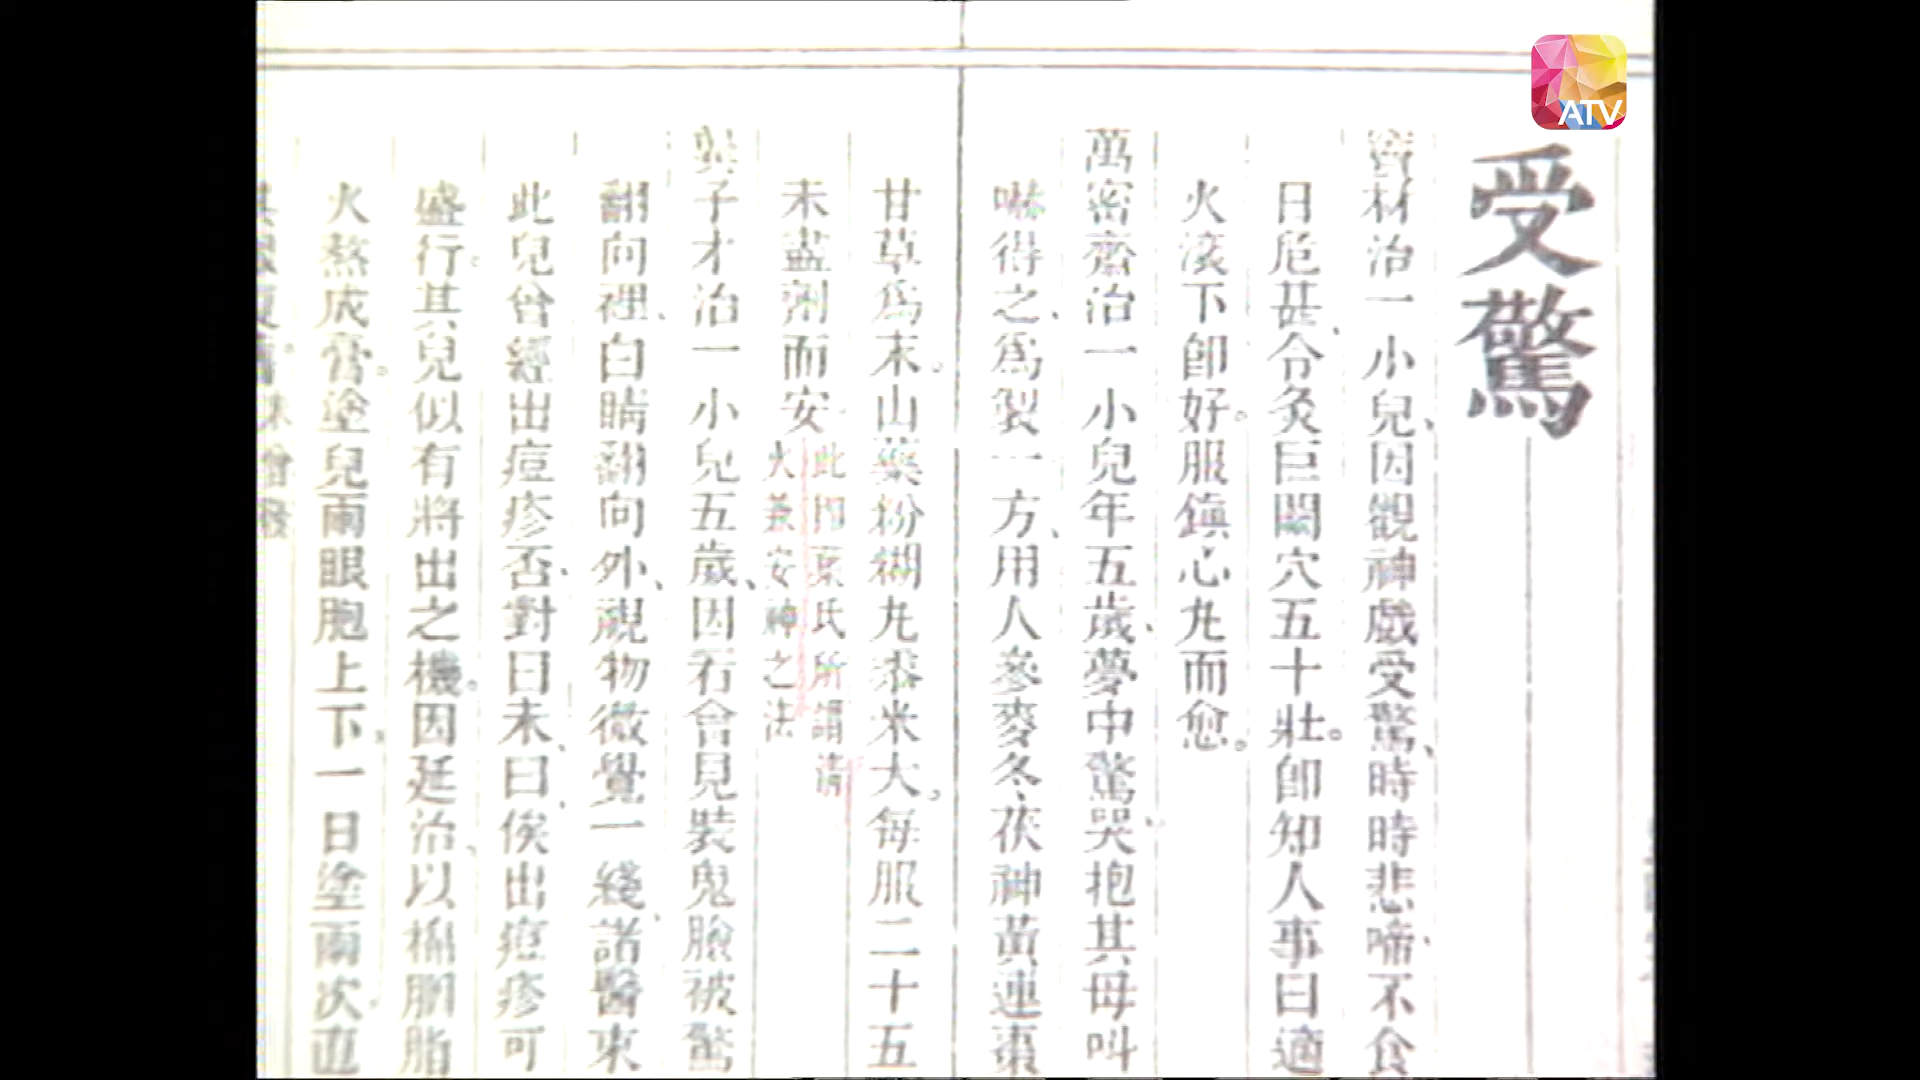 ATV
受驚
寶材治一小兒、因觀神戲受驚、時時悲啼、不食
日危甚、令灸巨闕穴五十壯。即知人事曰適
火滾下即好。服鎮心丸而愈。
萬密齋治一小兒年五歲、夢中驚哭、抱其母叫
嚇得之、爲製一方、用人參麥冬、茯神黃連棗
甘草爲末。山藥粉糊丸黍米大、每服二十五
未盡劑而安 此即東氏所謂清
火兼安神之法
子才治一小兒五歲、因看會見裝鬼臉被驚
翻向裡、白睛翻向外、視物微覺一綫、諸醫束
此兒曾經出痘疹否、對曰未、曰、俟出痘疹可
盛行。其兒似有將出之機。因延治、以棉胭脂
火熬成膏。塗兒兩眼胞上下、一日塗兩次。